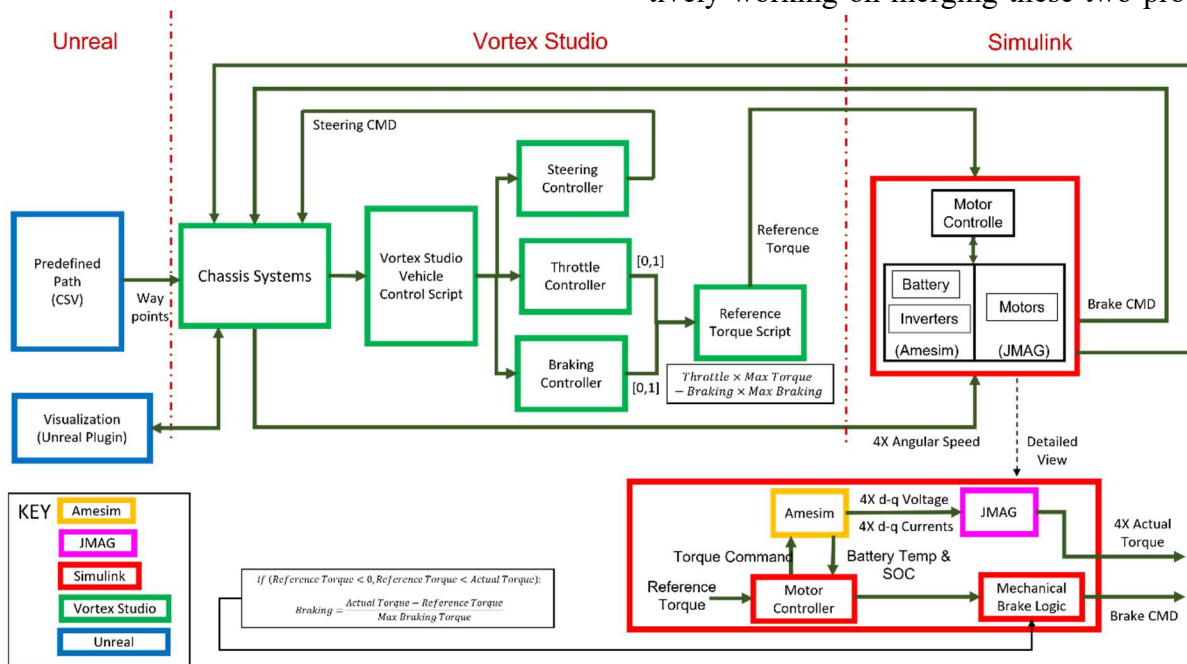 tively working on merging these two pro
Unreal
Vortex Studio
Simulink
Steering CMD
Steering
Controller
Reference
Torque
Motor
Controlle
Predefined
Path
(CSV)
Way
points
Chassis Systems
Vortex Studio
Vehicle
Control Script
Throttle
Controller
[0,1]
Reference
Torque Script
Battery
Inverters
(Amesim)
Motors
(JMAG)
Brake CMD
Braking
Controller
[0,1]
Throttle × Max Torque
− Braking × Max Braking
Visualization
(Unreal Plugin)
4X Angular Speed
Detailed
View
KEY
Amesim
JMAG
Simulink
Vortex Studio
Unreal
If (Reference Torque < 0, Reference Torque < Actual Torque):
Braking = Actual Torque − Reference Torque
Max Braking Torque
Amesim
4X d-q Voltage
4X d-q Currents
JMAG
4X Actual
Torque
Torque Command
Battery Temp &
SOC
Reference
Torque
Motor
Controller
Mechanical
Brake Logic
Brake CMD